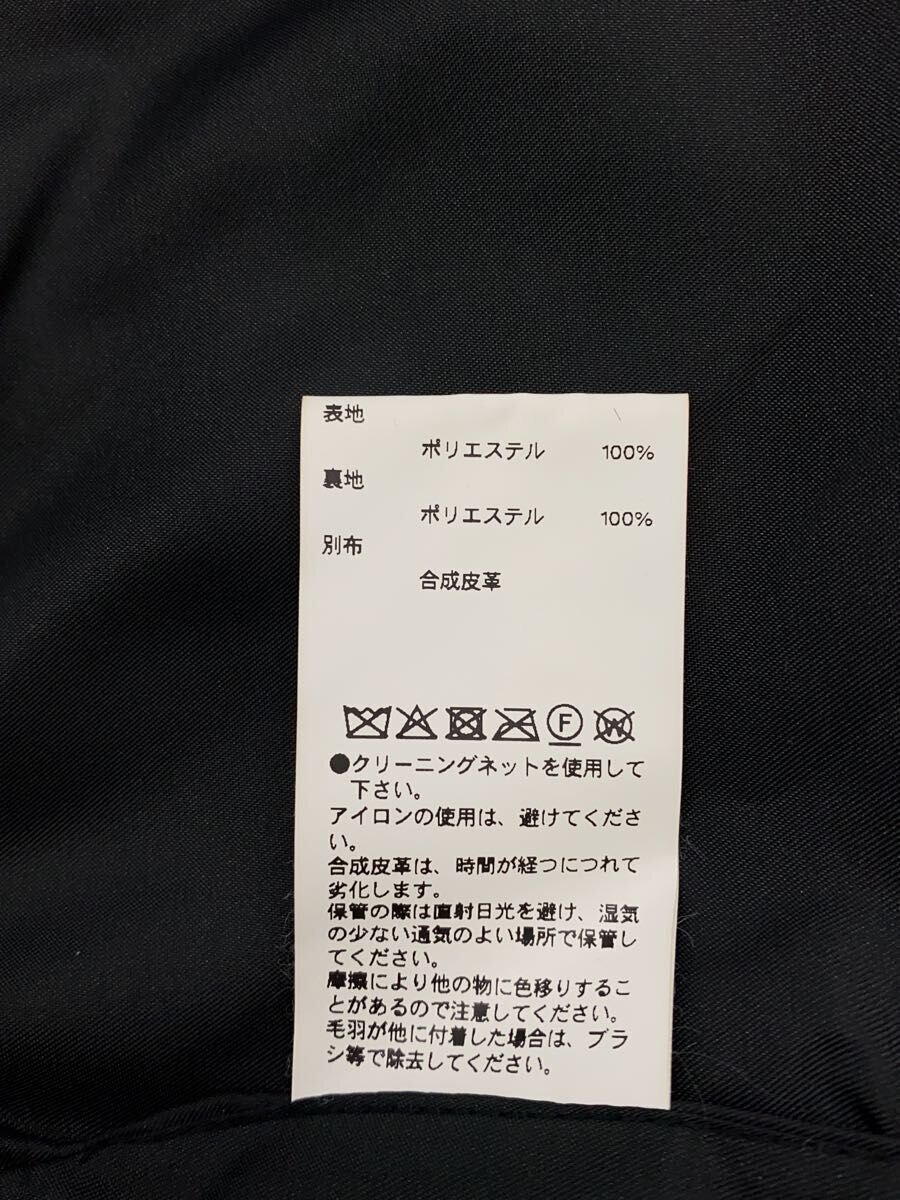 表地
ポリエステル 100%
裏地
ポリエステル 100%
別布
合成皮革
F W
●クリーニングネットを使用して
下さい。
アイロンの使用は、避けてくださ
い。
合成皮革は、時間が経つにつれて
劣化します。
保管の際は直射日光を避け、湿気
の少ない通気のよい場所で保管し
てください。
摩擦により他の物に色移りするこ
とがあるので注意してください。
毛羽が他に付着した場合は、ブラ
シ等で除去してください。